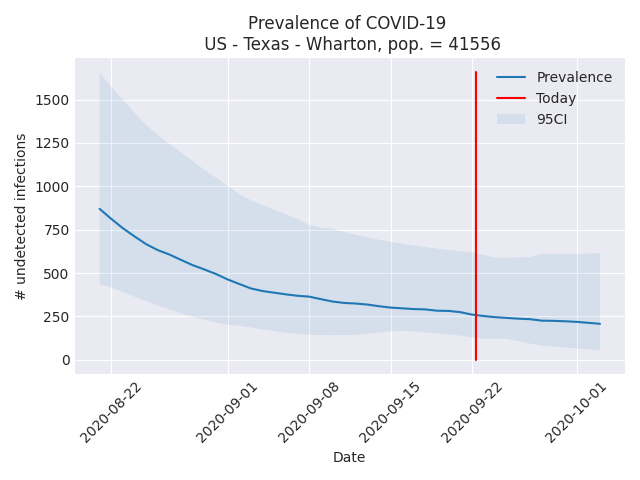 Prevalence of COVID-19
US - Texas - Wharton, pop. = 41556
Prevalence
Today
95CI
# undetected infections
1500
1250
1000
750
500
250
0
2020-08-22
2020-09-01
2020-09-08
2020-09-15
2020-09-22
2020-10-01
Date